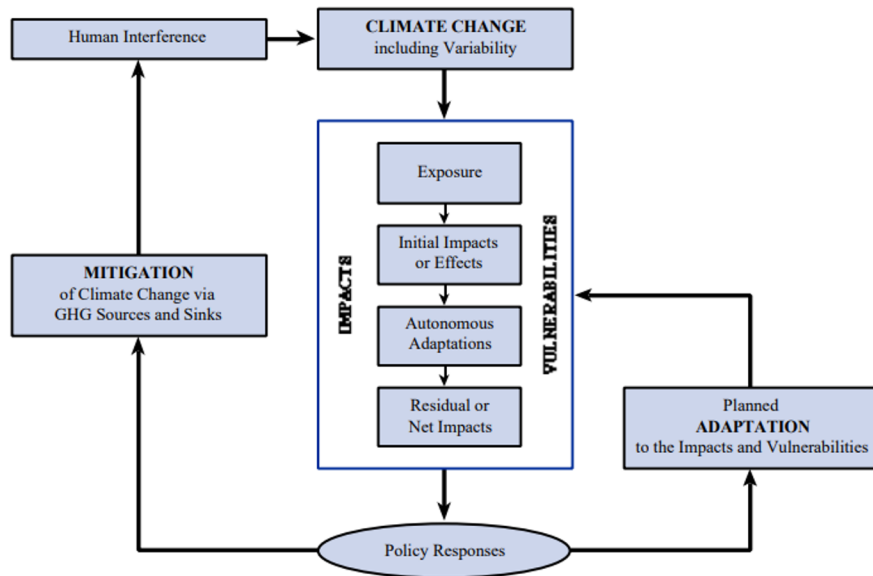 Human Interference
CLIMATE CHANGE
including Variability
Exposure
Initial Impacts
or Effects
Autonomous
Adaptations
Residual or
Net Impacts
IMPACTS
VULNERABILITIES
MITIGATION
of Climate Change via
GHG Sources and Sinks
Planned
ADAPTATION
to the Impacts and Vulnerabilities
Policy Responses